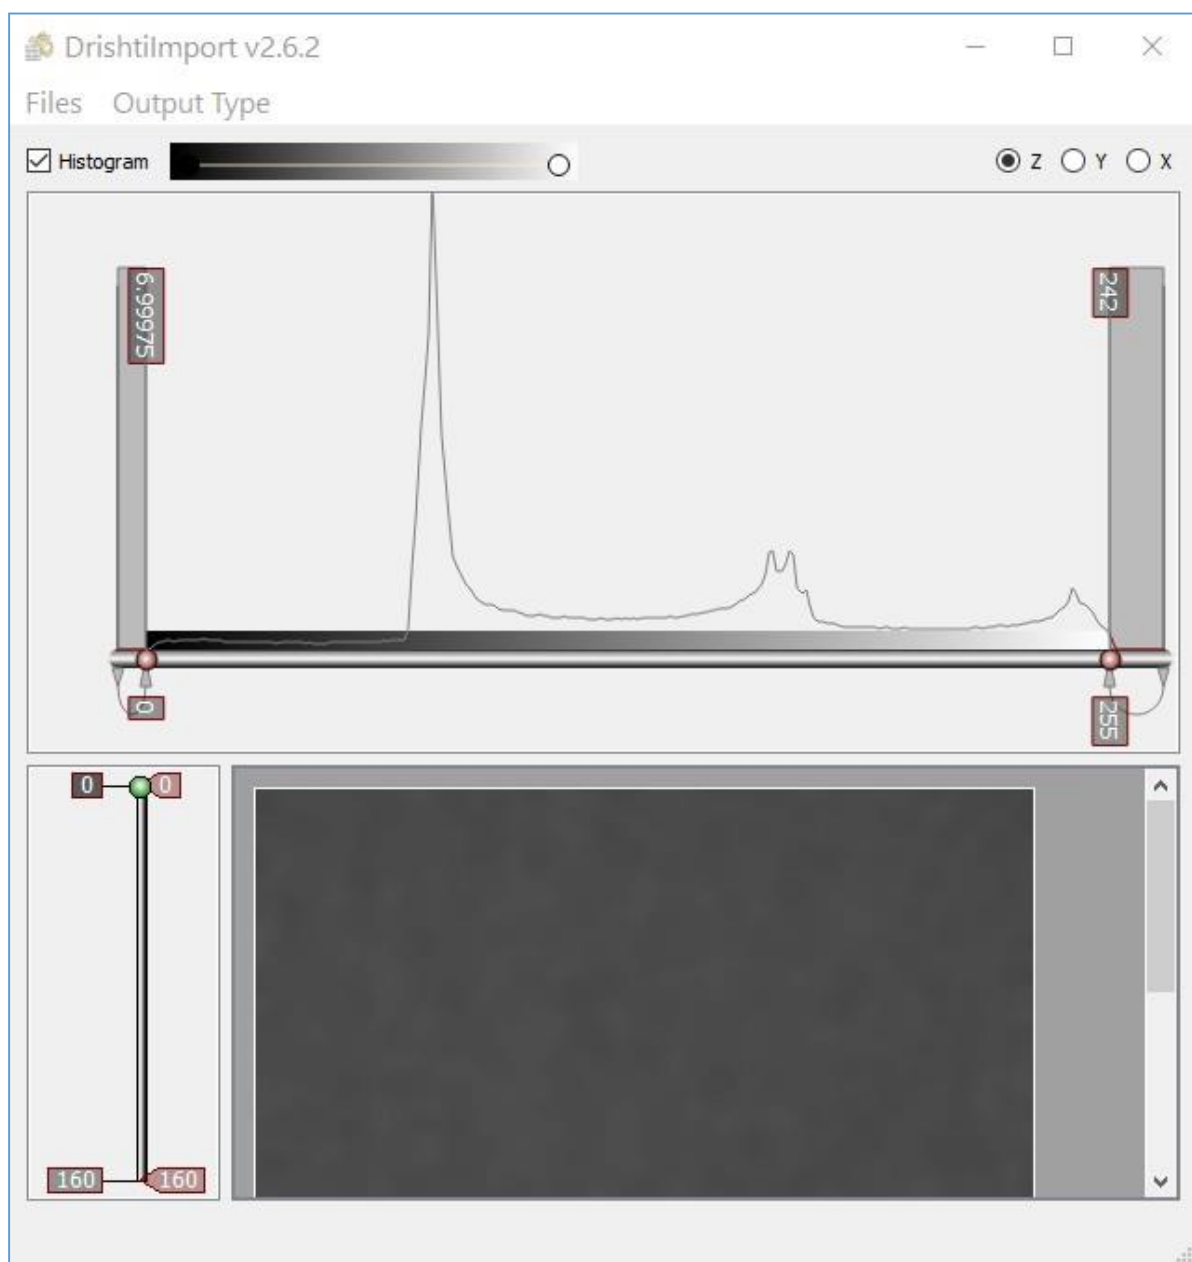 DrishtiImport v2.6.2
Files Output Type
Histogram Z Y X
6.99975 242
0 255
0 0
160 160